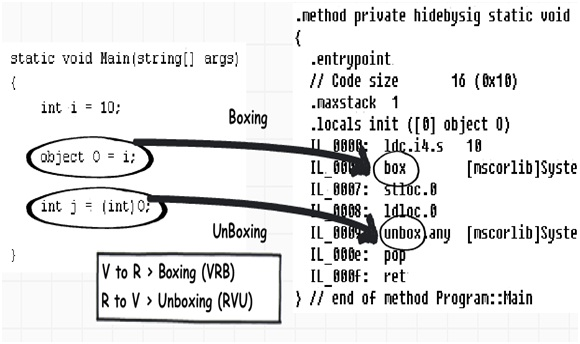 static void Main(string[] args)
{
int i = 10;
object O = i;
int j = (int)O;
}
Boxing
UnBoxing
V to R > Boxing (VRB)
R to V > Unboxing (RVU)
.method private hidebysig static void
{
.entrypoint
// Code size 16 (0x10)
.maxstack 1
.locals init ([0] object O)
IL_0000: ldc.i4.s 10
box [mscorlib]Syste
IL_0007: stloc.0
IL_0008: ldloc.0
IL_0009: unbox.any [mscorlib]Syste
IL_000e: pop
IL_000f: ret
} // end of method Program::Main